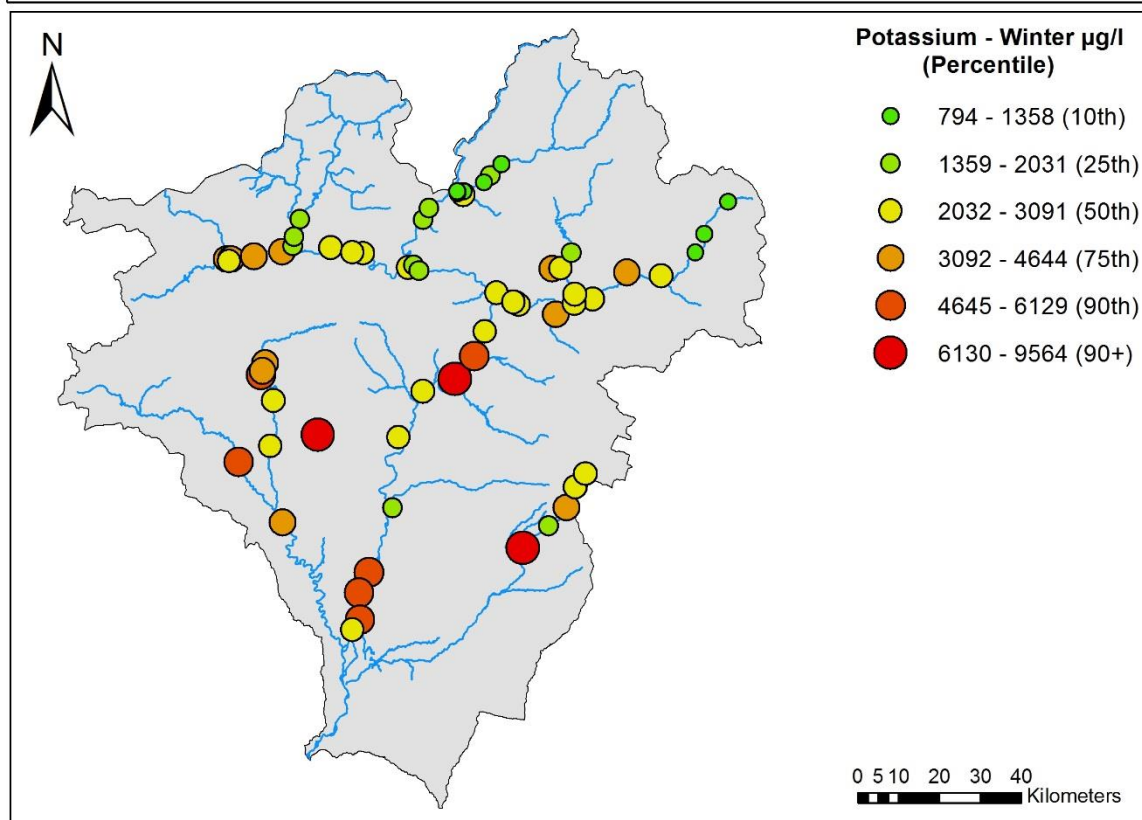 N
Potassium - Winter µg/l
(Percentile)
794 - 1358 (10th)
1359 - 2031 (25th)
2032 - 3091 (50th)
3092 - 4644 (75th)
4645 - 6129 (90th)
6130 - 9564 (90+)
0 5 10 20 30 40
Kilometers